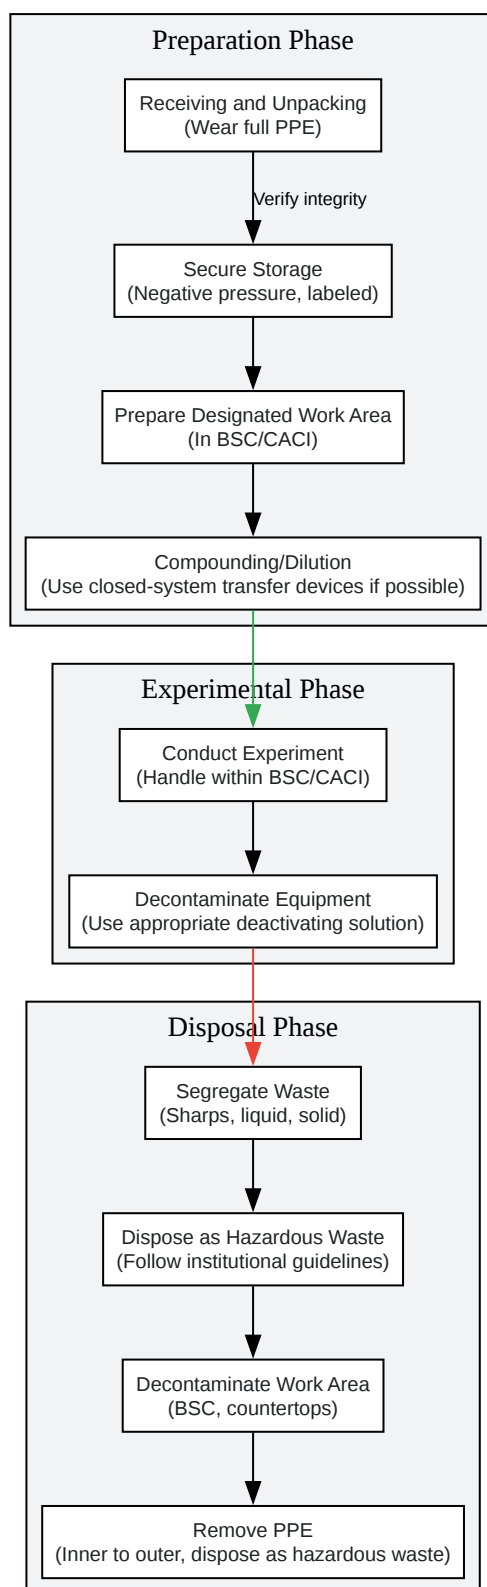 Preparation Phase
Receiving and Unpacking
(Wear full PPE)
Verify integrity
Secure Storage
(Negative pressure, labeled)
Prepare Designated Work Area
(In BSC/CACI)
Compounding/Dilution
(Use closed-system transfer devices if possible)
Experimental Phase
Conduct Experiment
(Handle within BSC/CACI)
Decontaminate Equipment
(Use appropriate deactivating solution)
Disposal Phase
Segregate Waste
(Sharps, liquid, solid)
Dispose as Hazardous Waste
(Follow institutional guidelines)
Decontaminate Work Area
(BSC, countertops)
Remove PPE
(Inner to outer, dispose as hazardous waste)